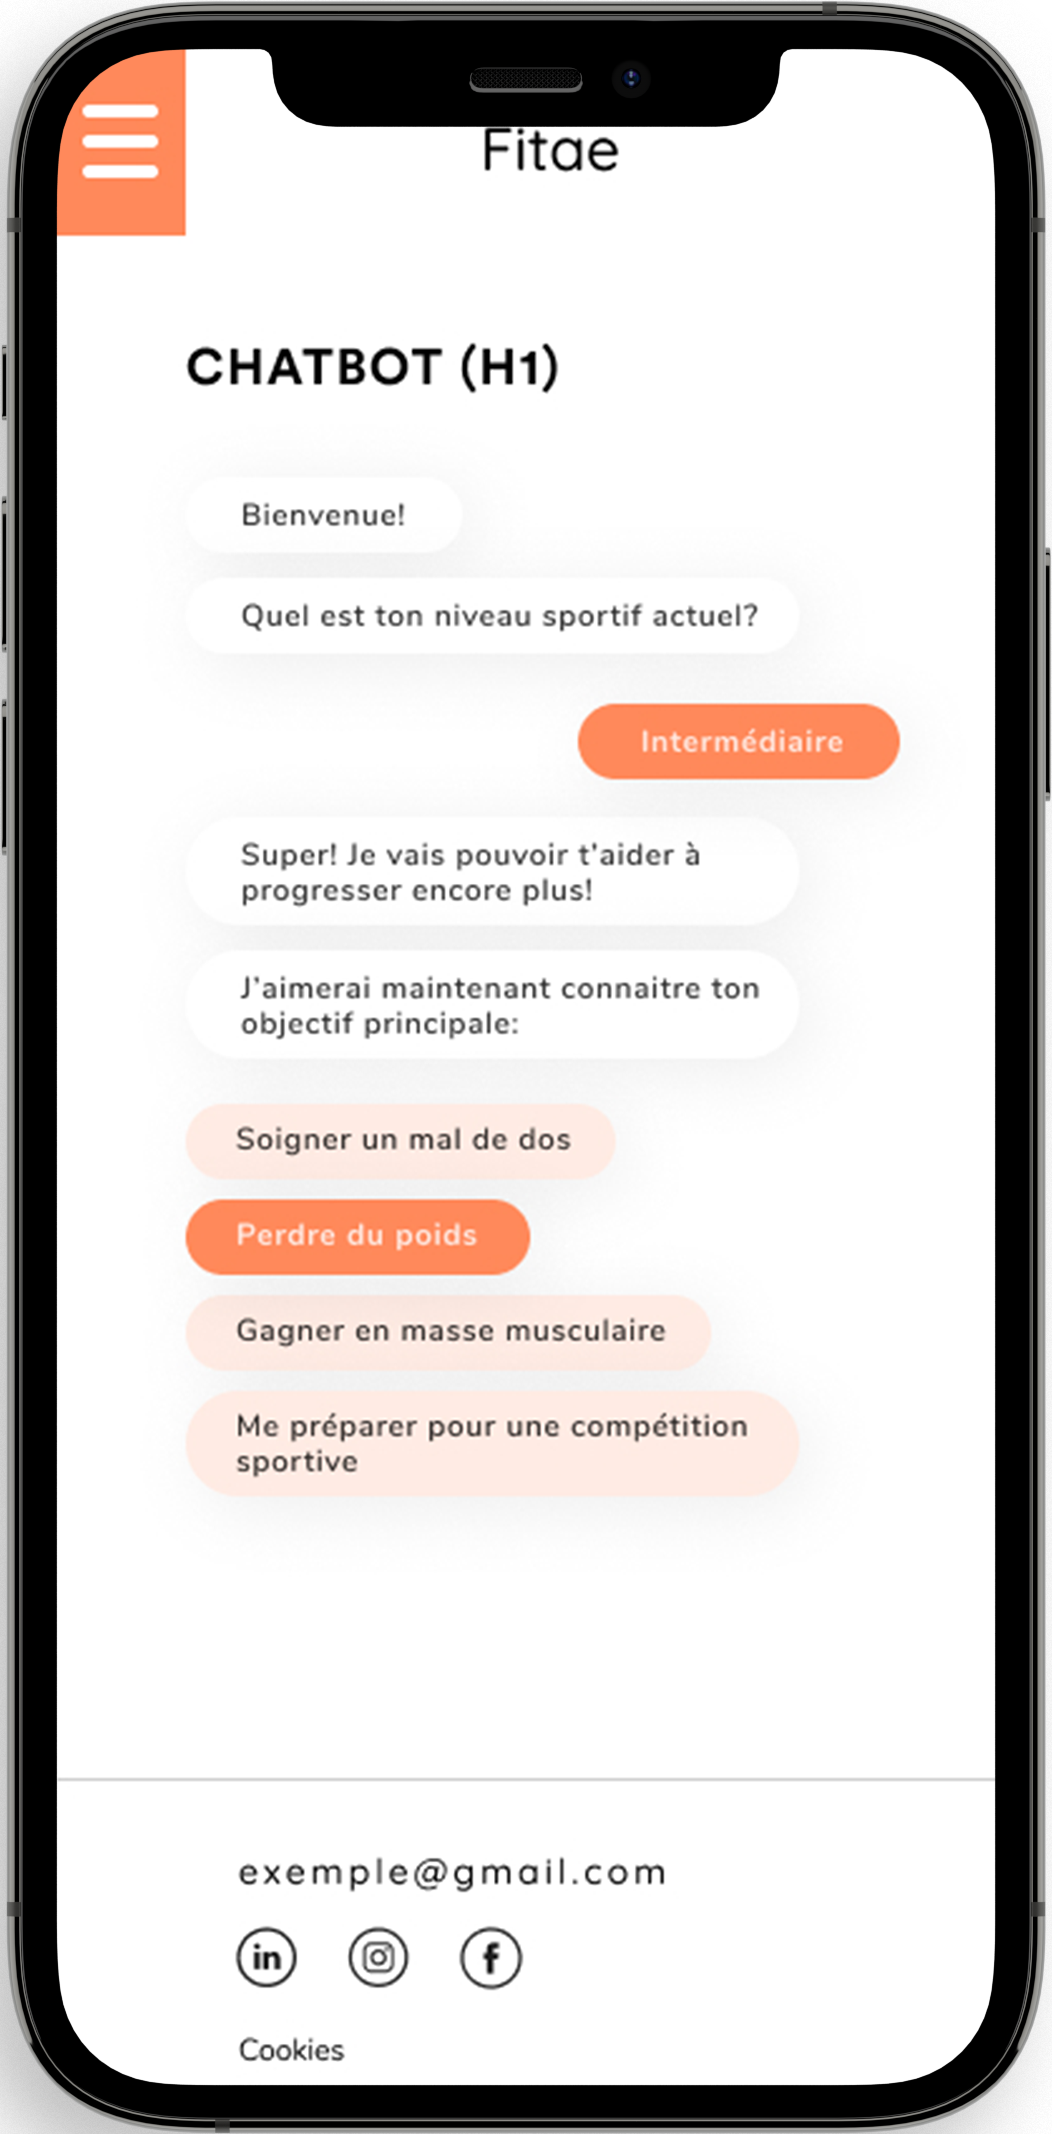 Fitae
CHATBOT (H1)
Bienvenue!
Quel est ton niveau sportif actuel?
Intermédiaire
Super! Je vais pouvoir t'aider à
progresser encore plus!
J'aimerai maintenant connaitre ton
objectif principale:
Soigner un mal de dos
Perdre du poids
Gagner en masse musculaire
Me préparer pour une compétition
sportive
exemple@gmail.com
in
f
Cookies